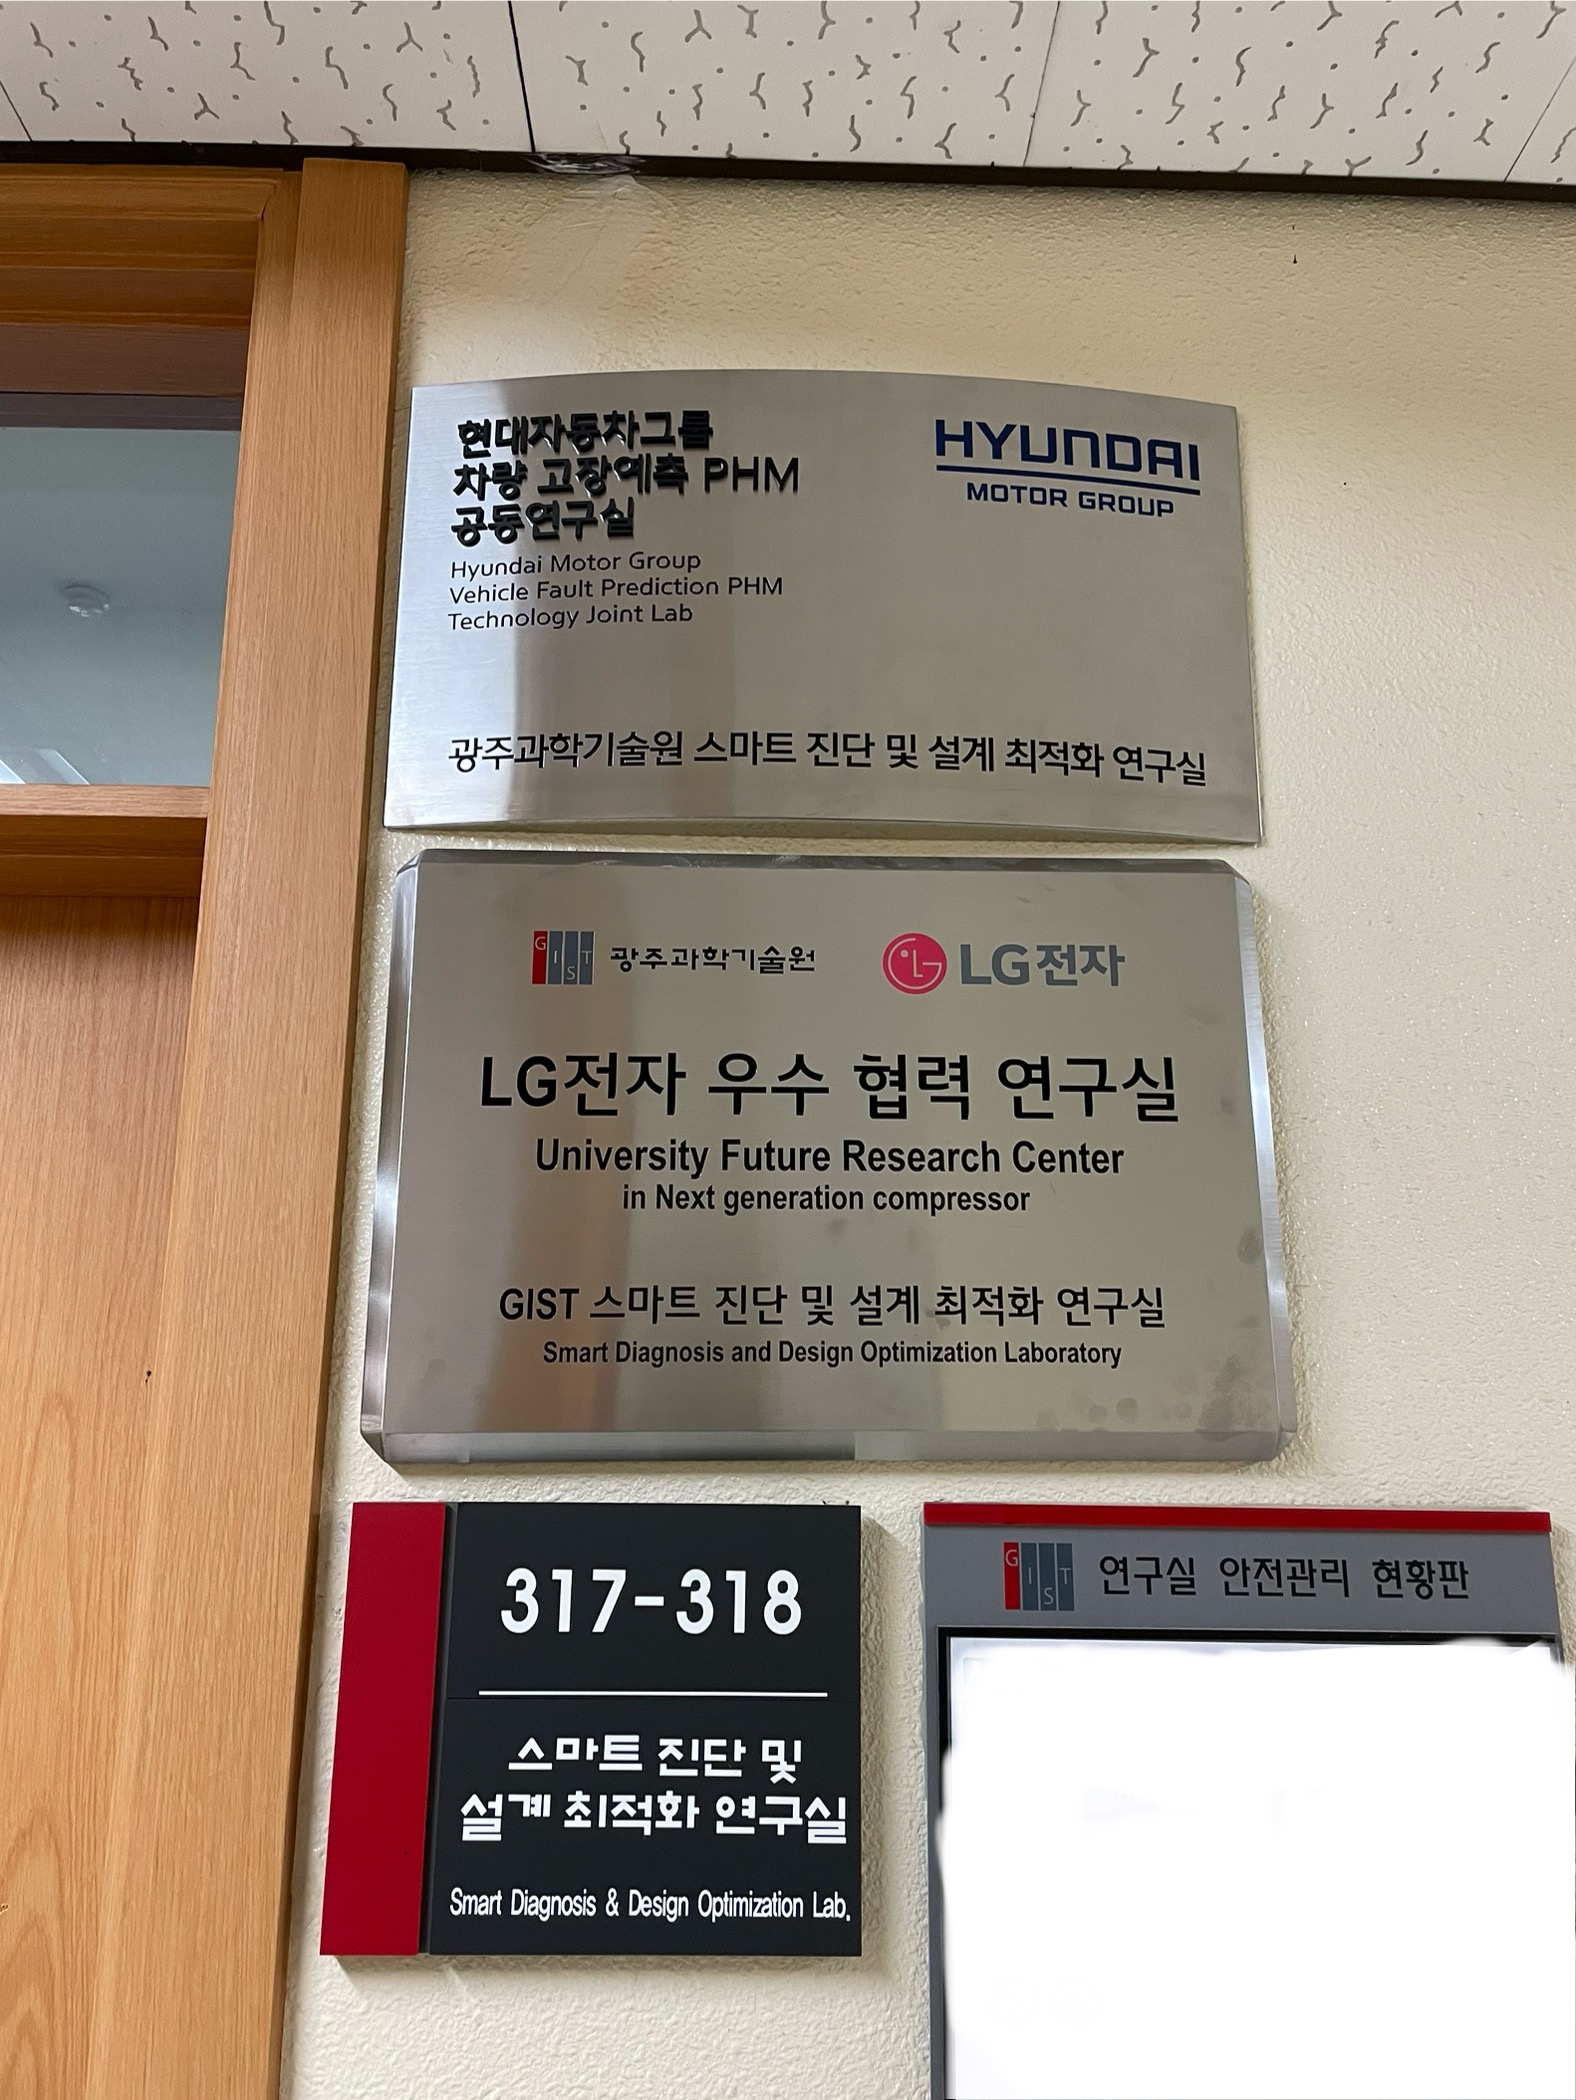 현대자동차그룹
차량 고장예측 PHM
공동연구실
Hyundai Motor Group
Vehicle Fault Prediction PHM
Technology Joint Lab
HYUNDAI
MOTOR GROUP
광주과학기술원 스마트 진단 및 설계 최적화 연구실
GIST 광주과학기술원
LG전자
LG전자 우수 협력 연구실
University Future Research Center
in Next generation compressor
GIST 스마트 진단 및 설계 최적화 연구실
Smart Diagnosis and Design Optimization Laboratory
317-318
스마트 진단 및
설계 최적화 연구실
Smart Diagnosis & Design Optimization Lab.
GIST 연구실 안전관리 현황판